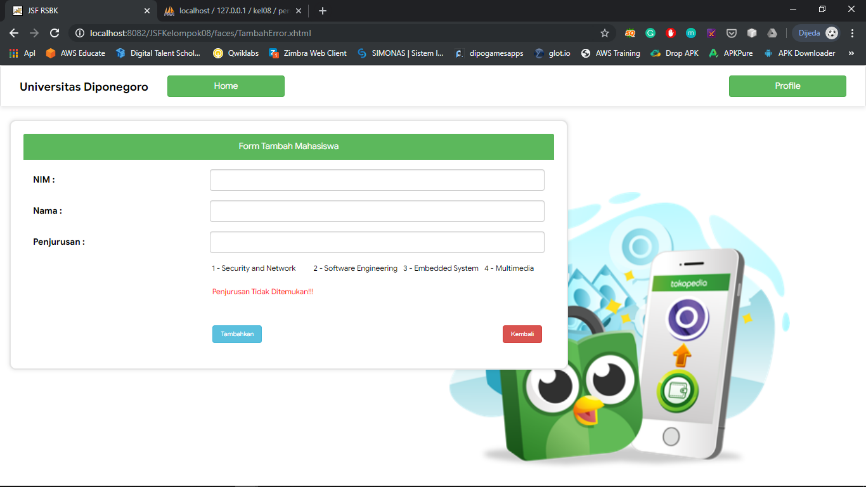 JSF RSBK
localhost / 127.0.0.1 / kel08 / pen
localhost:8082/JSFKelompok08/faces/TambahError.xhtml
Dijeda
Apl
AWS Educate
Digital Talent Schol...
Qwiklabs
Zimbra Web Client
SIMONAS | Sistem I...
dipogamesapps
glot.io
AWS Training
Drop APK
APKPure
APK Downloader
Universitas Diponegoro
Home
Profile
Form Tambah Mahasiswa
NIM :
Nama :
Penjurusan :
1 - Security and Network 2 - Software Engineering 3 - Embedded System 4 - Multimedia
Penjurusan Tidak Ditemukan!!!
Tambahkan
Kembali
tokopedia